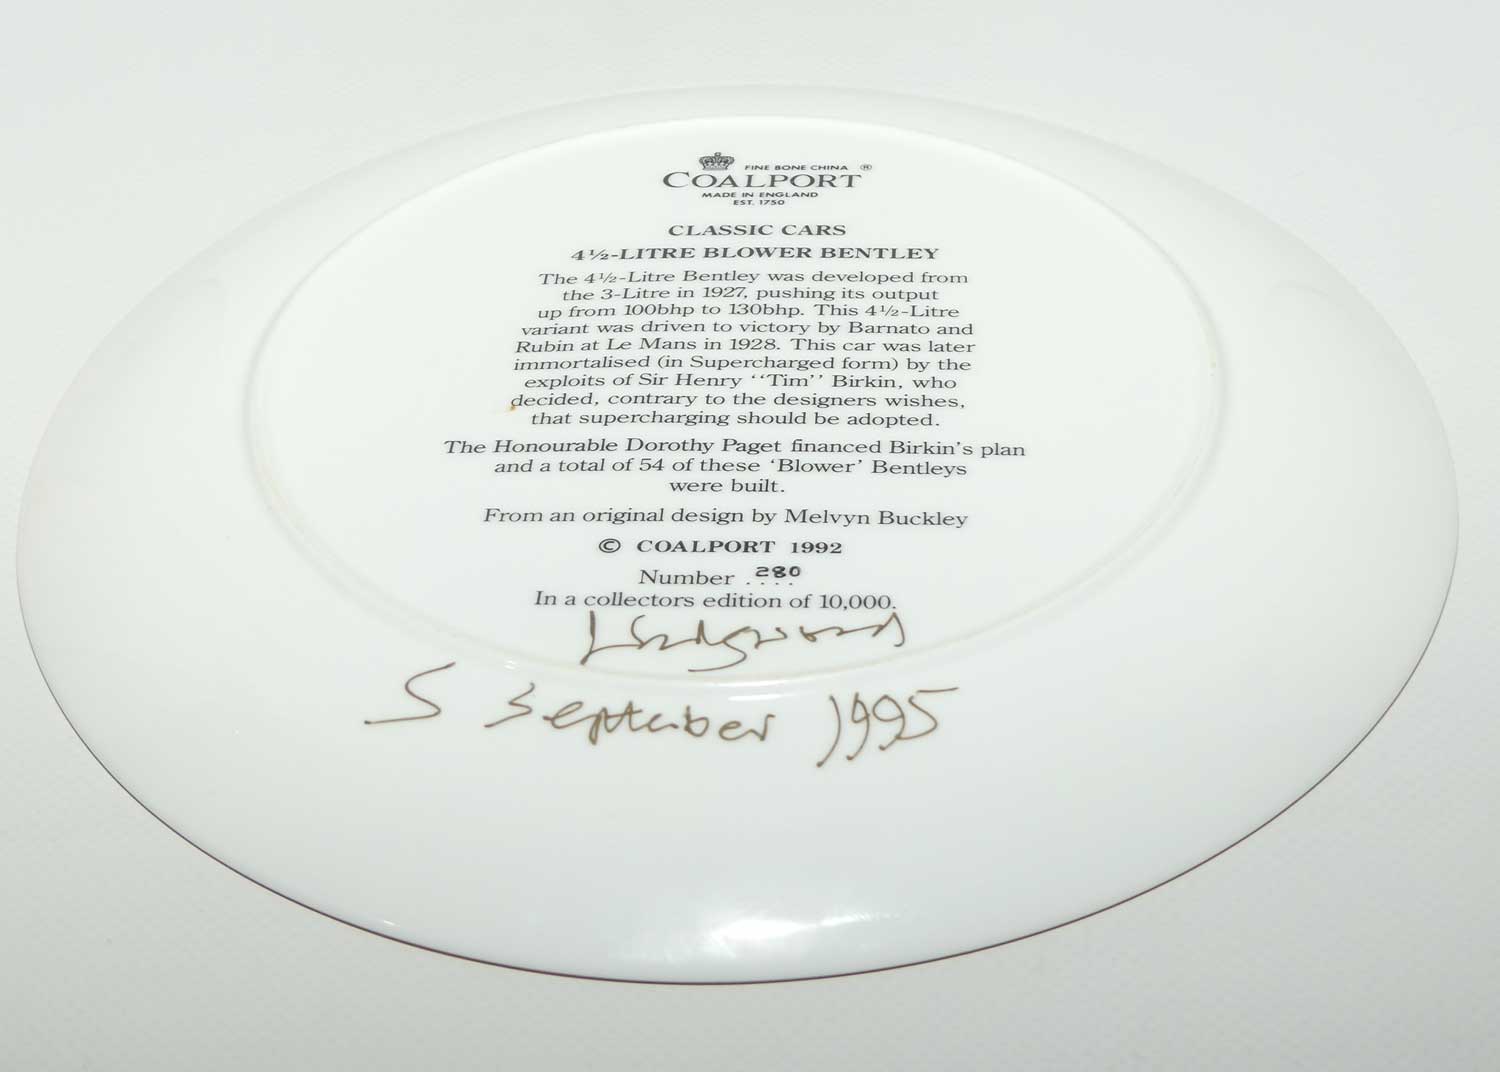 FINE BONE CHINA ®
COALPORT
MADE IN ENGLAND
EST. 1750
CLASSIC CARS
4½-LITRE BLOWER BENTLEY
The 4½-Litre Bentley was developed from
the 3-Litre in 1927, pushing its output
up from 100bhp to 130bhp. This 4½-Litre
variant was driven to victory by Barnato and
Rubin at Le Mans in 1928. This car was later
immortalised (in Supercharged form) by the
exploits of Sir Henry ‘‘Tim’’ Birkin, who
decided, contrary to the designers wishes,
that supercharging should be adopted.
The Honourable Dorothy Paget financed Birkin's plan
and a total of 54 of these ‘Blower’ Bentleys
were built.
From an original design by Melvyn Buckley
© COALPORT 1992
Number .280...
In a collectors edition of 10,000.
5 September 1995